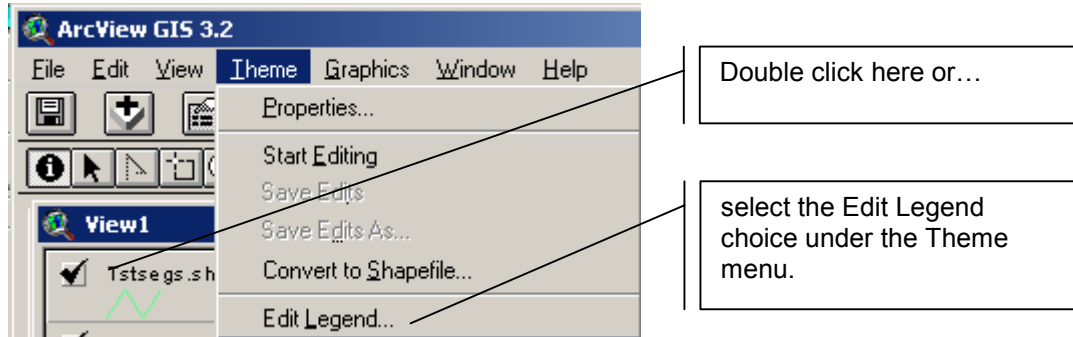 ArcView GIS 3.2
File Edit View Theme Graphics Window Help
Properties...
Start Editing
Save Edits
Save Edits As...
Convert to Shapefile...
Edit Legend...
View1
Tstsegs.sh
Double click here or…
select the Edit Legend
choice under the Theme
menu.